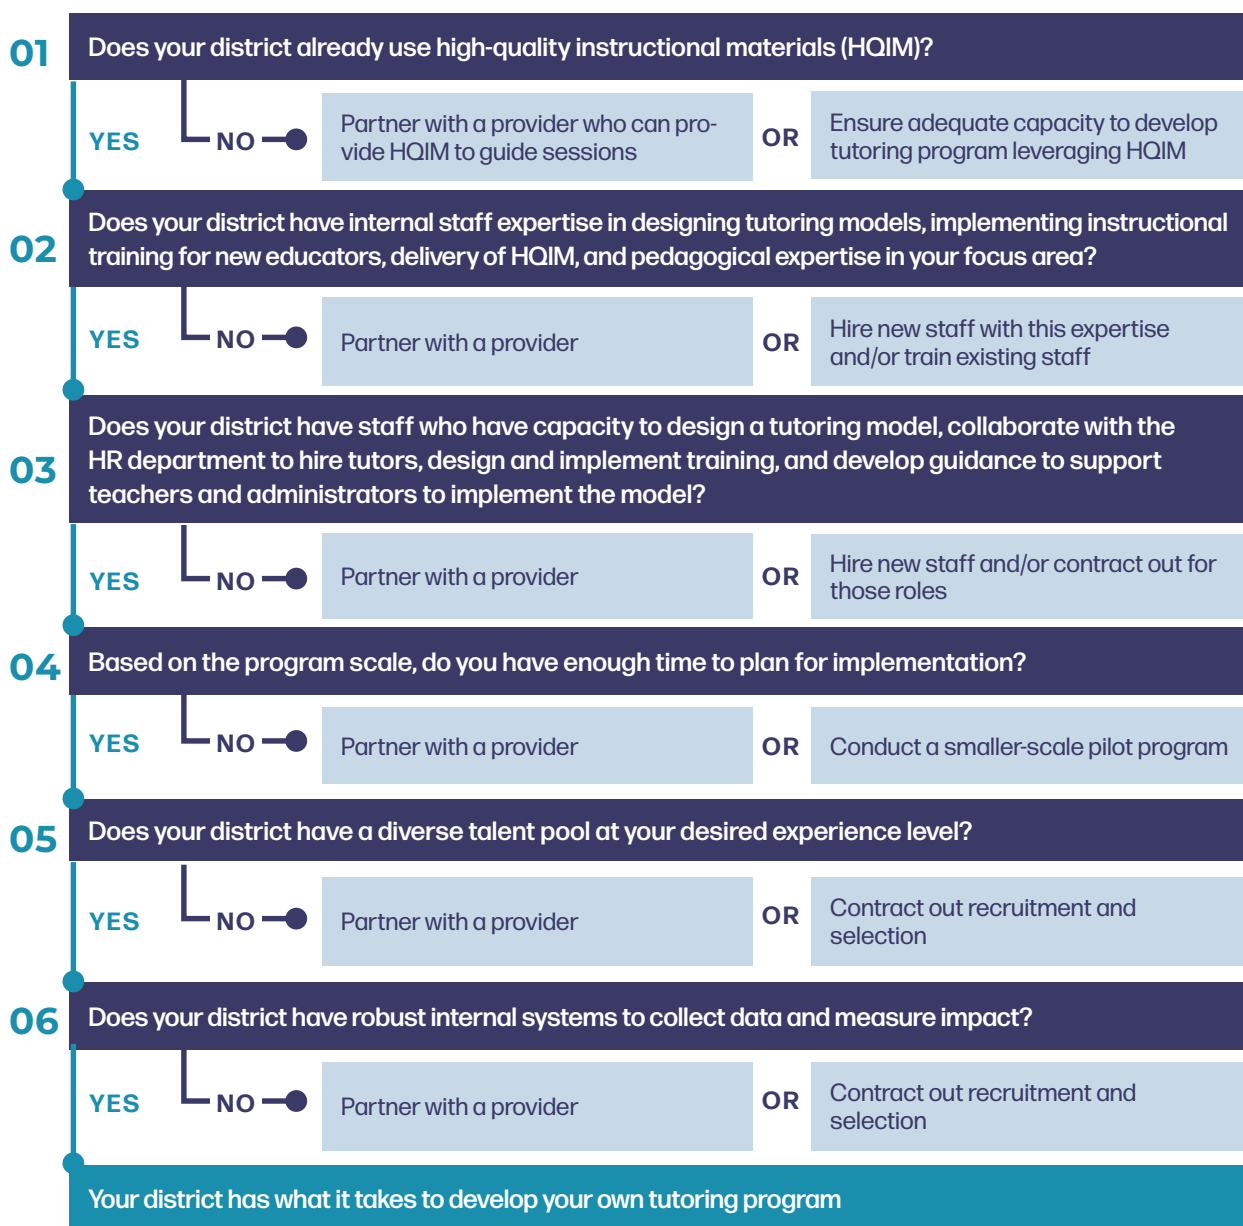 01
Does your district already use high-quality instructional materials (HQIM)?
YES
NO
Partner with a provider who can pro-
vide HQIM to guide sessions
OR
Ensure adequate capacity to develop
tutoring program leveraging HQIM
02
Does your district have internal staff expertise in designing tutoring models, implementing instructional
training for new educators, delivery of HQIM, and pedagogical expertise in your focus area?
YES
NO
Partner with a provider
OR
Hire new staff with this expertise
and/or train existing staff
03
Does your district have staff who have capacity to design a tutoring model, collaborate with the
HR department to hire tutors, design and implement training, and develop guidance to support
teachers and administrators to implement the model?
YES
NO
Partner with a provider
OR
Hire new staff and/or contract out for
those roles
04
Based on the program scale, do you have enough time to plan for implementation?
YES
NO
Partner with a provider
OR
Conduct a smaller-scale pilot program
05
Does your district have a diverse talent pool at your desired experience level?
YES
NO
Partner with a provider
OR
Contract out recruitment and
selection
06
Does your district have robust internal systems to collect data and measure impact?
YES
NO
Partner with a provider
OR
Contract out recruitment and
selection
Your district has what it takes to develop your own tutoring program